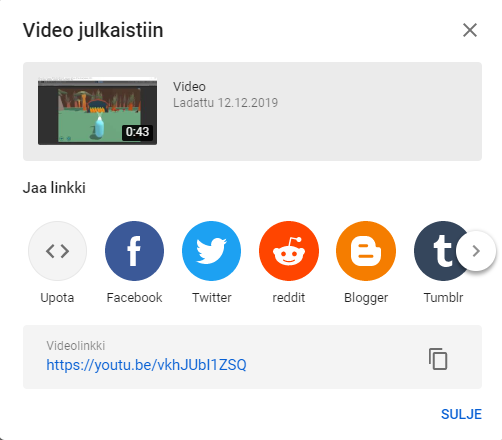 Video julkaistiin
Video
Ladattu 12.12.2019
0:43
Jaa linkki
Upota
Facebook
Twitter
reddit
Blogger
Tumblr
Videolinkki
https://youtu.be/vkhJUbI1ZSQ
SULJE